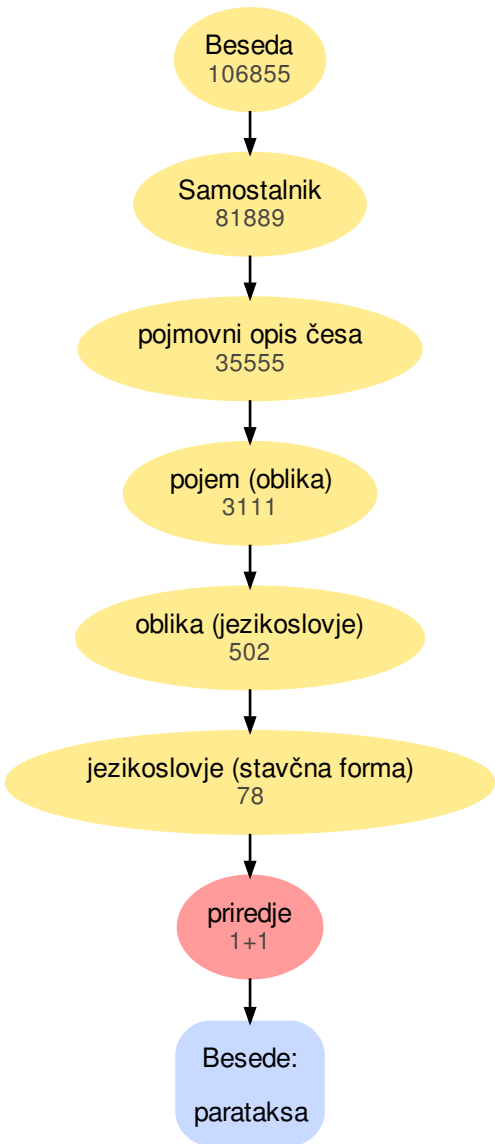 Beseda
106855
Samostalnik
81889
pojmovni opis česa
35555
pojem (oblika)
3111
oblika (jezikoslovje)
502
jezikoslovje (stavčna forma)
78
priredje
1+1
Besede:
parataksa